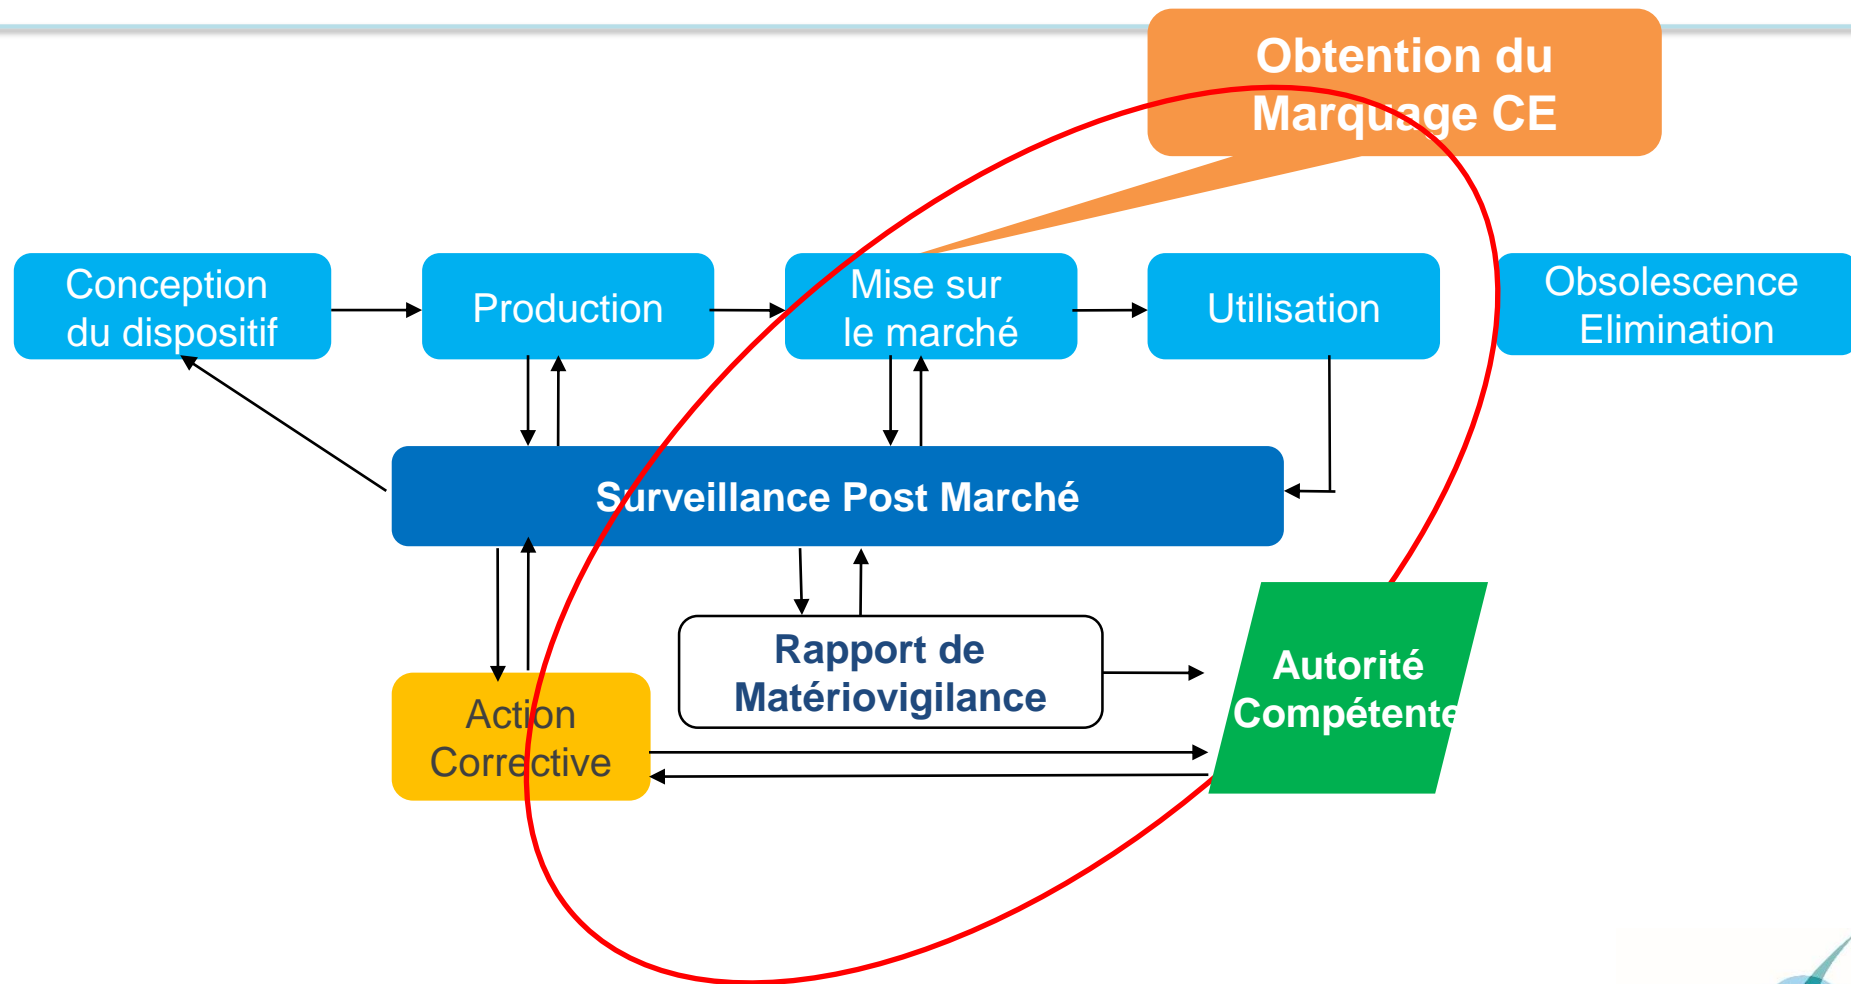 Obtention du
Marquage CE
Conception
du dispositif
Production
Mise sur
le marché
Utilisation
Obsolescence
Elimination
Surveillance Post Marché
Rapport de
Matériovigilance
Autorité
Compétente
Action
Corrective